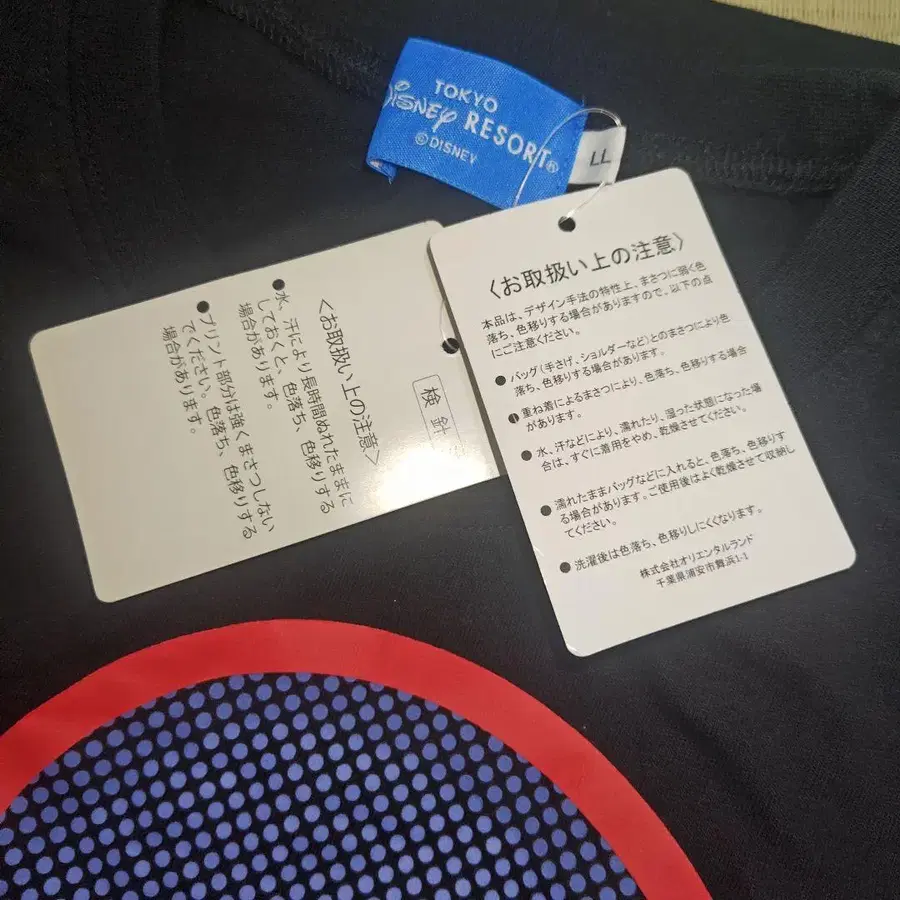 TOKYO
Disney RESORT®
©DISNEY
LL
〈お取扱い上の注意〉
本品は、デザイン手法の特性上、まさつに弱く色
落ち、色移りする場合がありますので、以下の点
にご注意ください。
●バッグ(手さげ、ショルダーなど)とのまさつにより色
落ち、色移りする場合があります。
●重ね着によるまさつにより、色落ち、色移りする場合
があります。
●水、汗などにより、濡れたり、湿った状態になった場
合は、すぐに着用をやめ、乾燥させてください。
●濡れたままバッグなどに入れると、色落ち、色移りす
る場合があります。ご使用後はよく乾燥させて収納し
てください。
●洗濯後は色落ち、色移りしにくくなります。
株式会社オリエンタルランド
千葉県浦安市舞浜1-1
検針
〈お取扱い上の注意〉
●水、汗により長時間ぬれたままに
しておくと、色落ち、色移りする
場合があります。
●プリント部分は強くまさつしない
でください。色落ち、色移りする
場合があります。